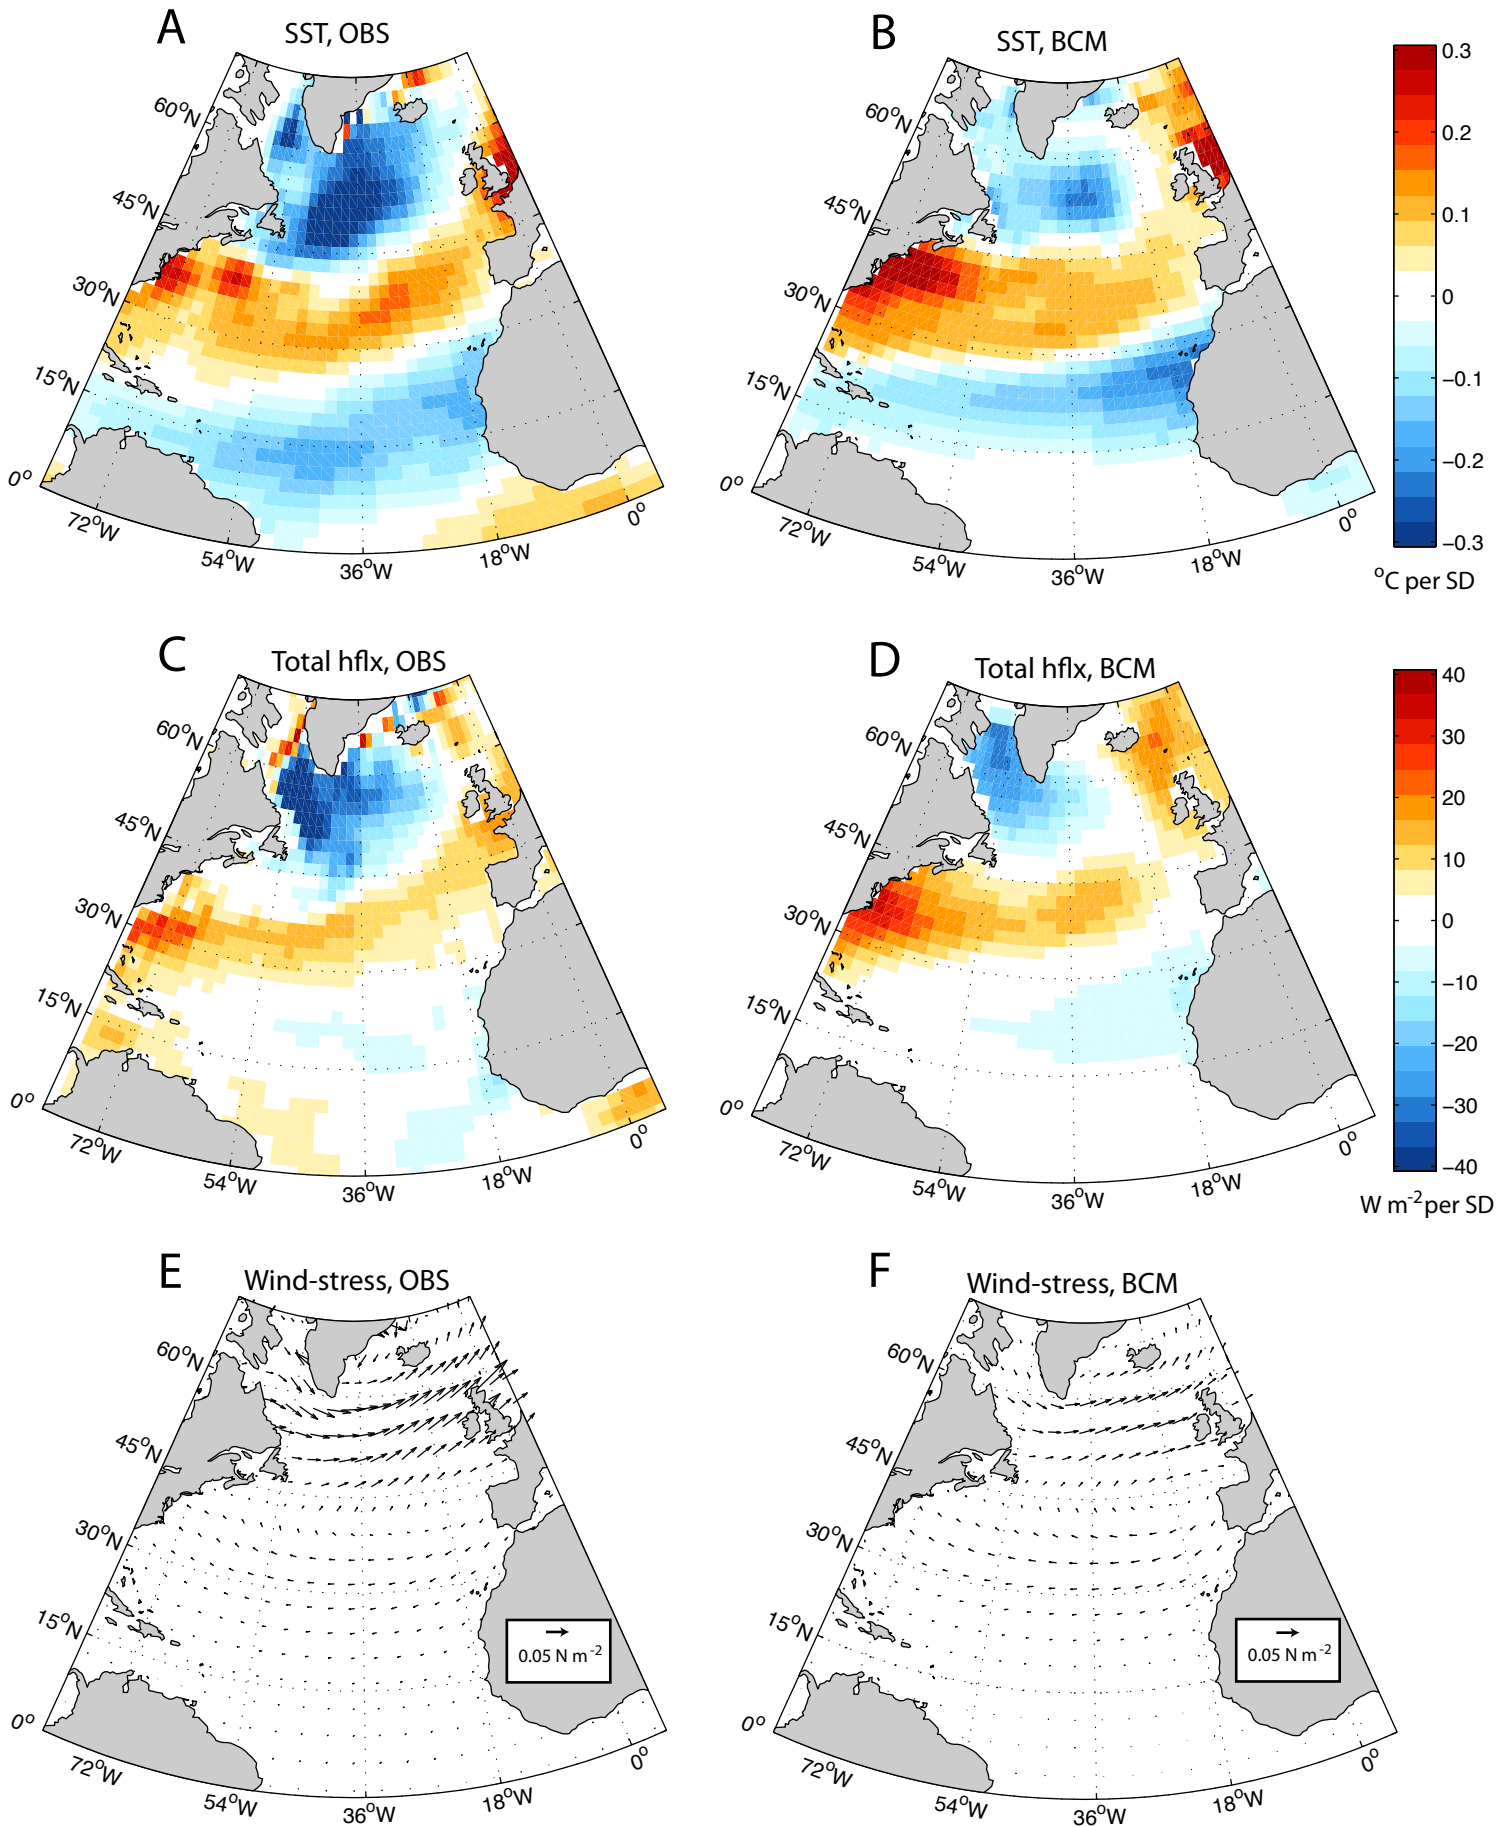 A
SST, OBS
60°N
45°N
30°N
15°N
0°
72°W
54°W
36°W
18°W
0°
B
SST, BCM
60°N
45°N
30°N
15°N
0°
72°W
54°W
36°W
18°W
0°
0.3
0.2
0.1
0
−0.1
−0.2
−0.3
°C per SD
C
Total hflx, OBS
60°N
45°N
30°N
15°N
0°
72°W
54°W
36°W
18°W
0°
D
Total hflx, BCM
60°N
45°N
30°N
15°N
0°
72°W
54°W
36°W
18°W
0°
40
30
20
10
0
−10
−20
−30
−40
W m⁻² per SD
E
Wind-stress, OBS
60°N
45°N
30°N
15°N
0°
72°W
54°W
36°W
18°W
0°
0.05 N m⁻²
F
Wind-stress, BCM
60°N
45°N
30°N
15°N
0°
72°W
54°W
36°W
18°W
0°
0.05 N m⁻²